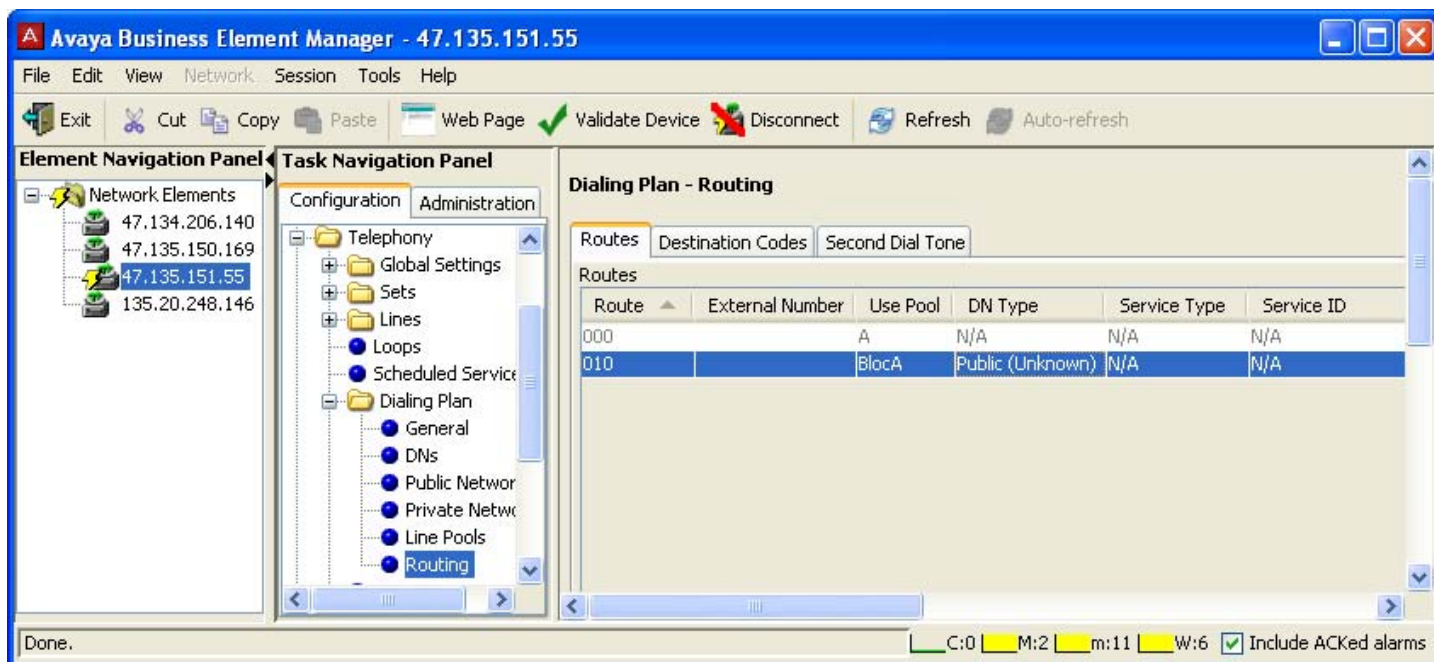 A Avaya Business Element Manager - 47.135.151.55
File Edit View Network Session Tools Help
Exit Cut Copy Paste Web Page Validate Device Disconnect Refresh Auto-refresh
Element Navigation Panel
Network Elements
47.134.206.140
47.135.150.169
47.135.151.55
135.20.248.146
Task Navigation Panel
Configuration Administration
Telephony
Global Settings
Sets
Lines
Loops
Scheduled Service
Dialing Plan
General
DNs
Public Networ
Private Netwo
Line Pools
Routing
Dialing Plan - Routing
Routes Destination Codes Second Dial Tone
Routes
Route External Number Use Pool DN Type Service Type Service ID
000 A N/A N/A N/A
010 BlocA Public (Unknown) N/A N/A
Done. C:0 M:2 m:11 W:6 Include ACKed alarms